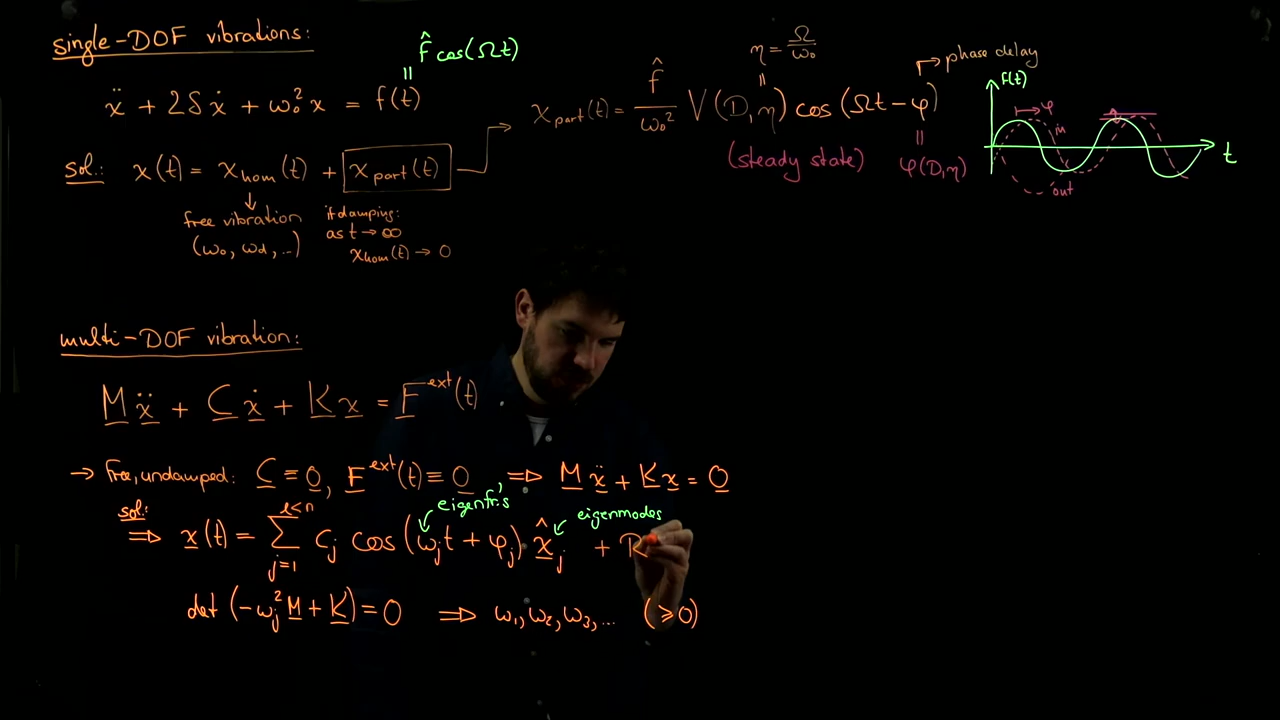 single-DOF vibrations:
f̂ cos(Ωt)
=
ẍ + 2δẋ + ω₀²x = f(t)
sol.: x(t) = x_hom(t) + x_part(t)
free vibration
(ω₀, ω_d, ...)
if damping:
as t → ∞
x_hom(t) → 0
η = Ω/ω₀
=
x_part(t) = f̂/ω₀² V(D,η) cos(Ωt − φ)
(steady state)
=
φ(D,η)
→ phase delay
f(t)
φ
in
out
t
multi-DOF vibration:
M ẍ + C ẋ + K x = F^ext(t)
→ free, undamped: C = 0, F^ext(t) ≡ 0 ⇒ M ẍ + K x = 0
sol.:
eigenfr's
eigenmodes
⇒ x(t) = Σ_{j=1}^{l<n} c_j cos(ω_j t + φ_j) x̂_j + R
det(−ω_j² M + K) = 0 ⇒ ω₁, ω₂, ω₃, ... (≥0)